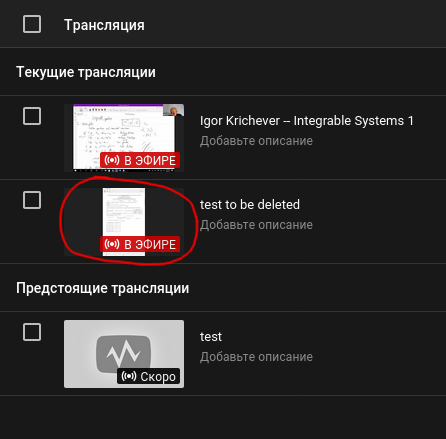 Трансляция
Текущие трансляции
Igor Krichever -- Integrable Systems 1
Добавьте описание
В ЭФИРЕ
test to be deleted
Добавьте описание
В ЭФИРЕ
Предстоящие трансляции
test
Добавьте описание
Скоро